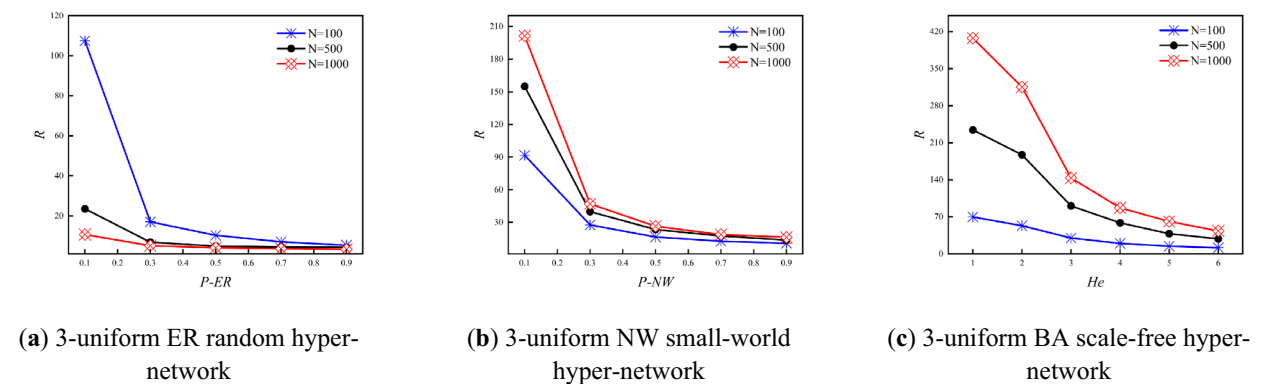 120
100
80
60
40
20
R
0.1 0.2 0.3 0.4 0.5 0.6 0.7 0.8 0.9
P-ER
N=100
N=500
N=1000
210
180
150
120
90
60
30
R
0.1 0.2 0.3 0.4 0.5 0.6 0.7 0.8 0.9
P-NW
N=100
N=500
N=1000
420
350
280
210
140
70
0
R
1 2 3 4 5 6
He
N=100
N=500
N=1000
(a) 3-uniform ER random hyper-
network
(b) 3-uniform NW small-world
hyper-network
(c) 3-uniform BA scale-free hyper-
network